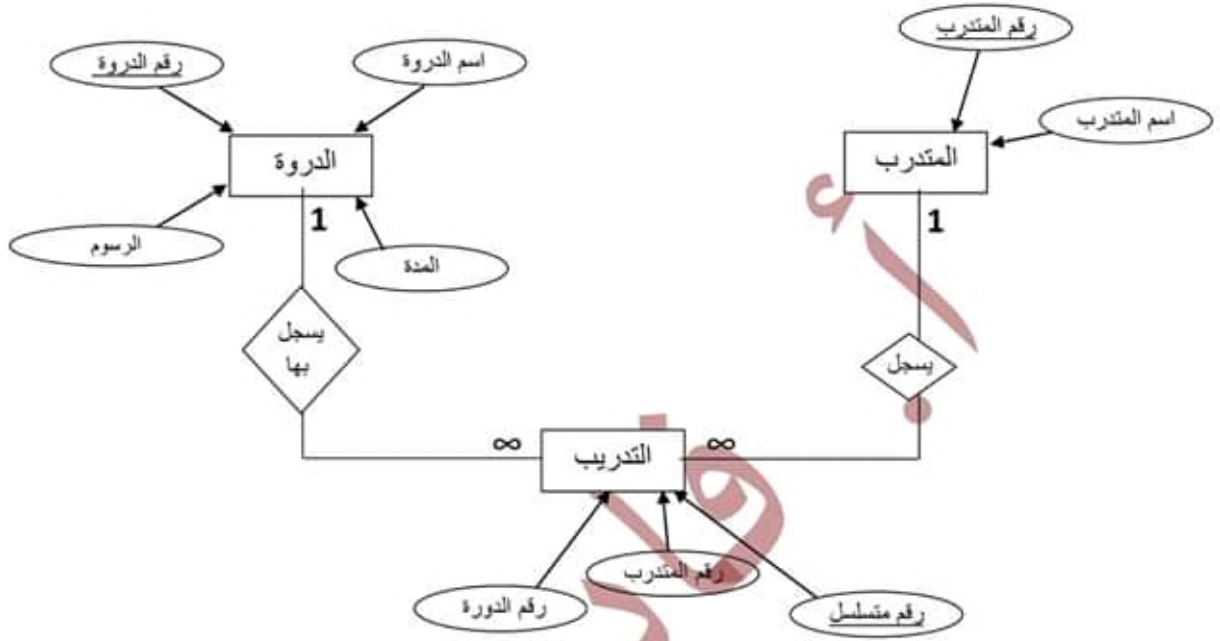 رقم المتدرب
اسم المتدرب
المتدرب
1
رقم الدروة
اسم الدروة
الدروة
الرسوم
المدة
1
يسجل
بها
يسجل
∞
∞
التدريب
رقم الدورة
رقم المتدرب
رقم متسلسل